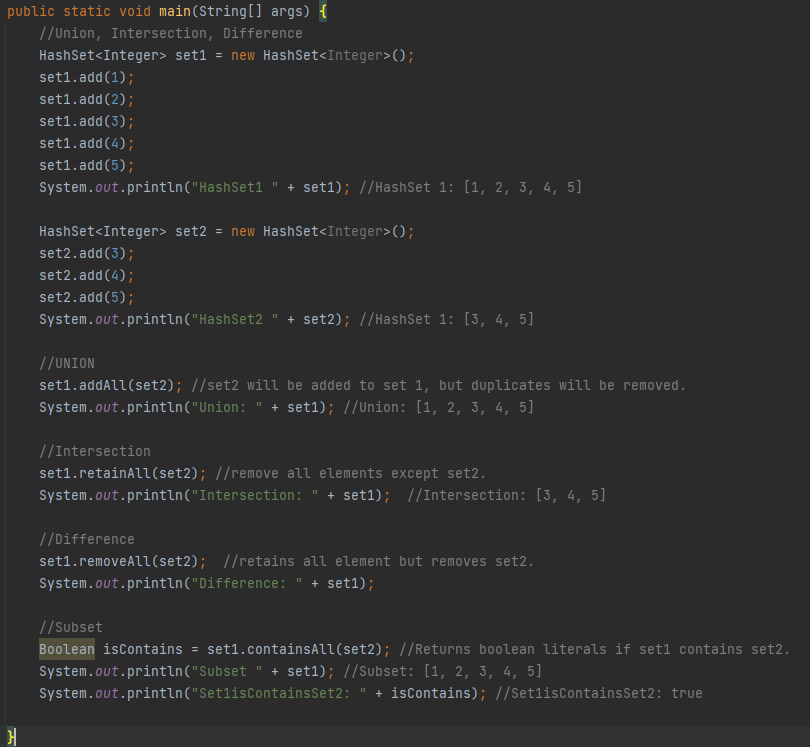 public static void main(String[] args) {
    //Union, Intersection, Difference
    HashSet<Integer> set1 = new HashSet<Integer>();
    set1.add(1);
    set1.add(2);
    set1.add(3);
    set1.add(4);
    set1.add(5);
    System.out.println("HashSet1 " + set1); //HashSet 1: [1, 2, 3, 4, 5]

    HashSet<Integer> set2 = new HashSet<Integer>();
    set2.add(3);
    set2.add(4);
    set2.add(5);
    System.out.println("HashSet2 " + set2); //HashSet 1: [3, 4, 5]

    //UNION
    set1.addAll(set2); //set2 will be added to set 1, but duplicates will be removed.
    System.out.println("Union: " + set1); //Union: [1, 2, 3, 4, 5]

    //Intersection
    set1.retainAll(set2); //remove all elements except set2.
    System.out.println("Intersection: " + set1);  //Intersection: [3, 4, 5]

    //Difference
    set1.removeAll(set2);  //retains all element but removes set2.
    System.out.println("Difference: " + set1);

    //Subset
    Boolean isContains = set1.containsAll(set2); //Returns boolean literals if set1 contains set2.
    System.out.println("Subset " + set1); //Subset: [1, 2, 3, 4, 5]
    System.out.println("Set1isContainsSet2: " + isContains); //Set1isContainsSet2: true

}